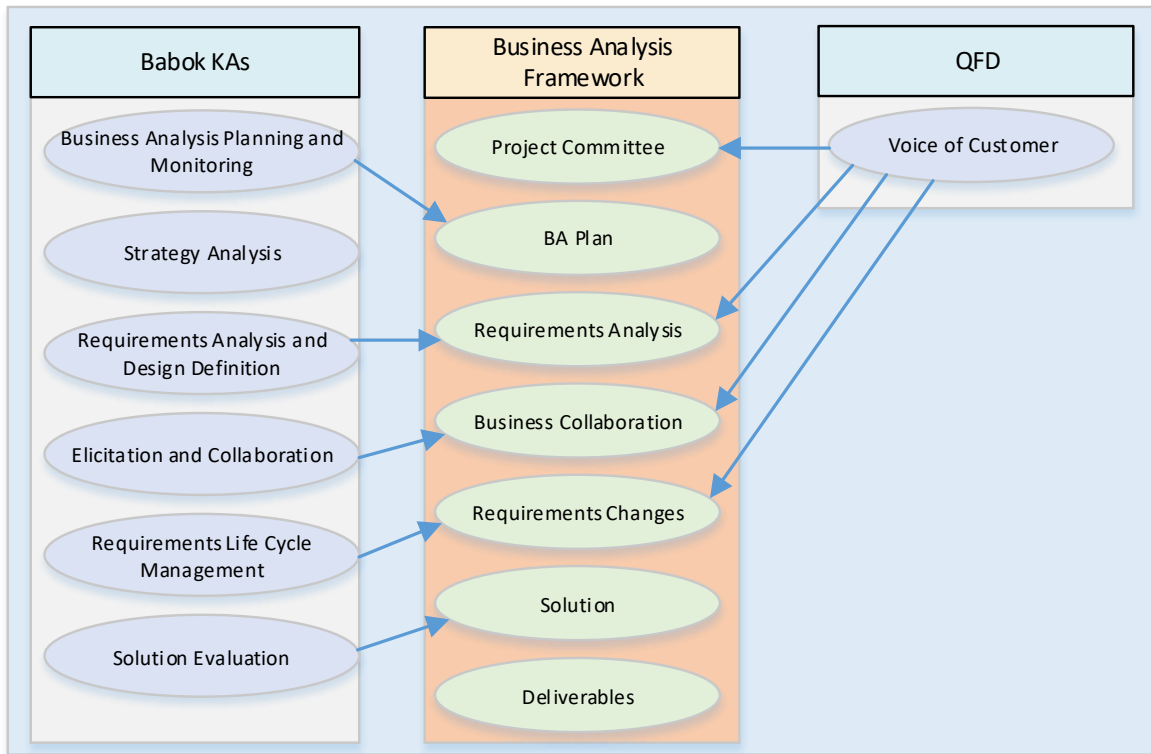 Babok KAs
Business Analysis Planning and
Monitoring
Strategy Analysis
Requirements Analysis and
Design Definition
Elicitation and Collaboration
Requirements Life Cycle
Management
Solution Evaluation
Business Analysis
Framework
Project Committee
BA Plan
Requirements Analysis
Business Collaboration
Requirements Changes
Solution
Deliverables
QFD
Voice of Customer